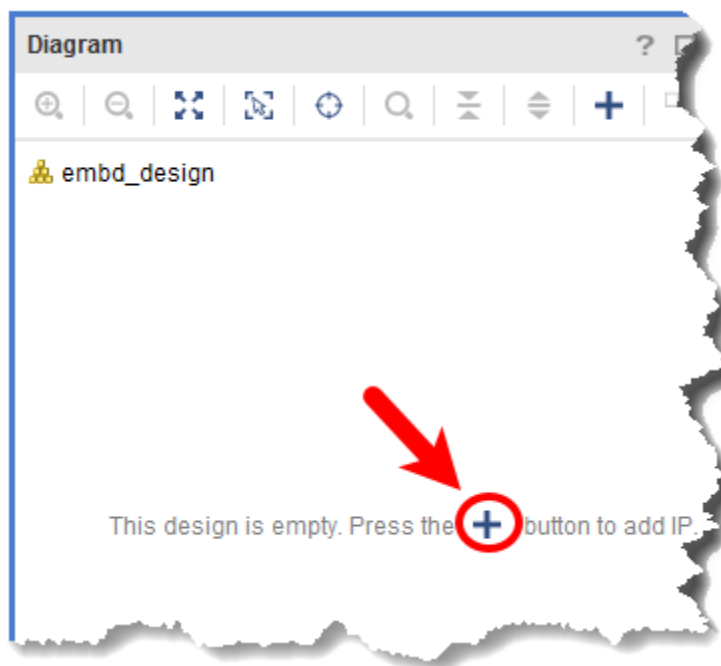 Diagram
?
embd_design
This design is empty. Press the + button to add IP.